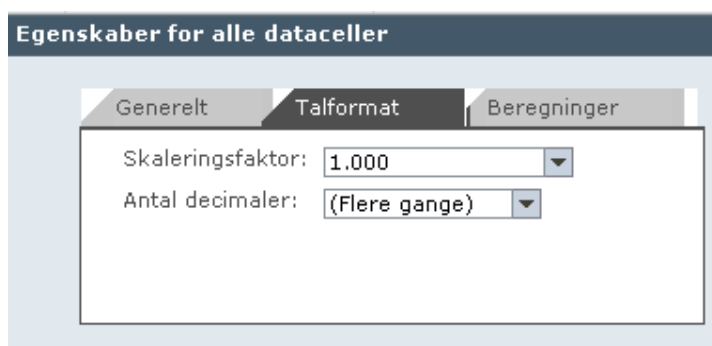 Egenskaber for alle dataceller
Generelt Talformat Beregninger
Skaleringsfaktor: 1.000
Antal decimaler: (Flere gange)